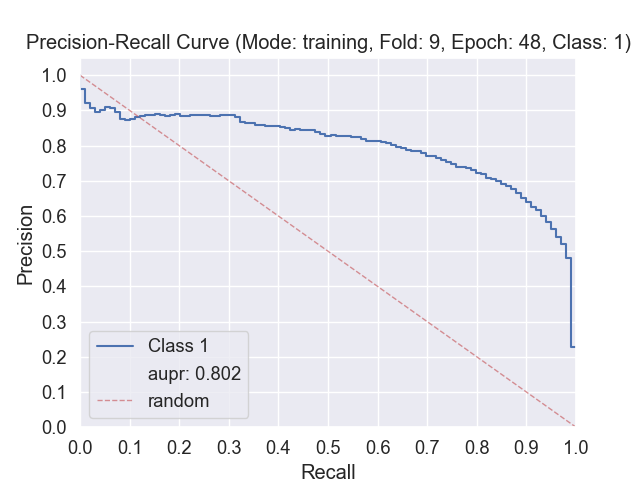 Precision-Recall Curve (Mode: training, Fold: 9, Epoch: 48, Class: 1)
1.0
0.9
0.8
0.7
0.6
0.5
0.4
0.3
0.2
0.1
0.0
Precision
Class 1
aupr: 0.802
random
0.0 0.1 0.2 0.3 0.4 0.5 0.6 0.7 0.8 0.9 1.0
Recall